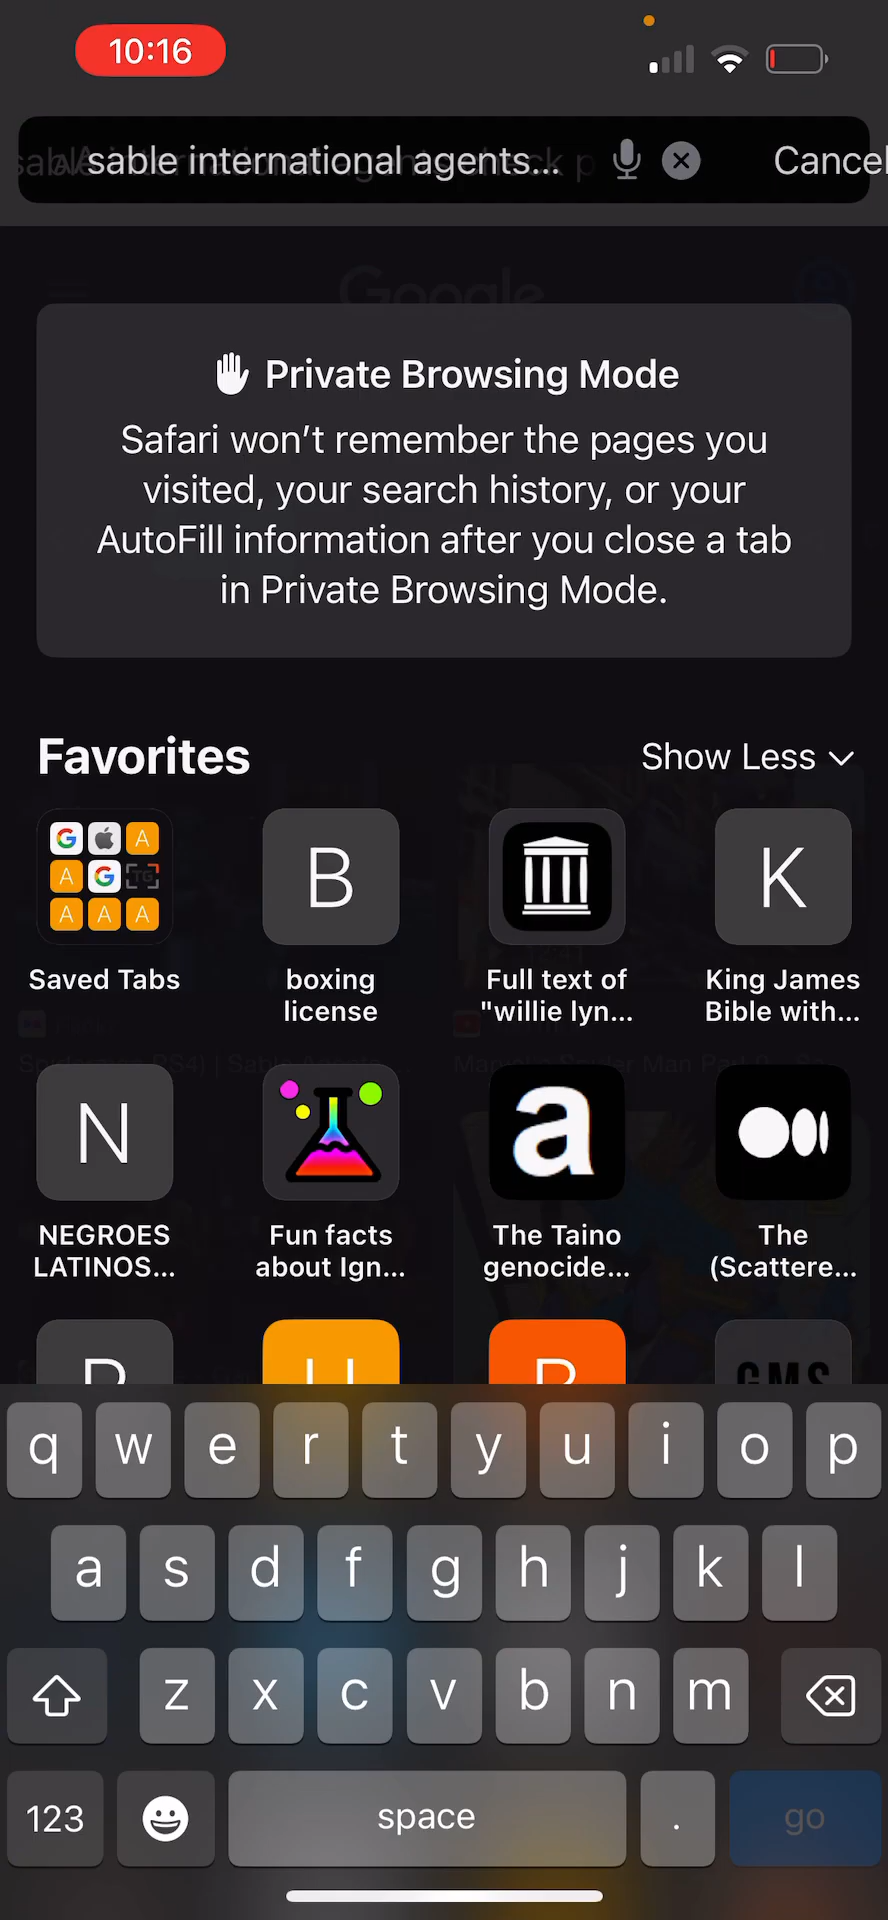 10:16
sable international agents...
Cancel
Google
Private Browsing Mode
Safari won't remember the pages you
visited, your search history, or your
AutoFill information after you close a tab
in Private Browsing Mode.
Favorites
Show Less
G A
A G TG
A A A
B
K
Saved Tabs
boxing
license
Full text of
"willie lyn...
King James
Bible with...
N
a
NEGROES
LATINOS...
Fun facts
about Ign...
The Taino
genocide...
The
(Scattere...
GMS
q w e r t y u i o p
a s d f g h j k l
z x c v b n m
123
space
.
go